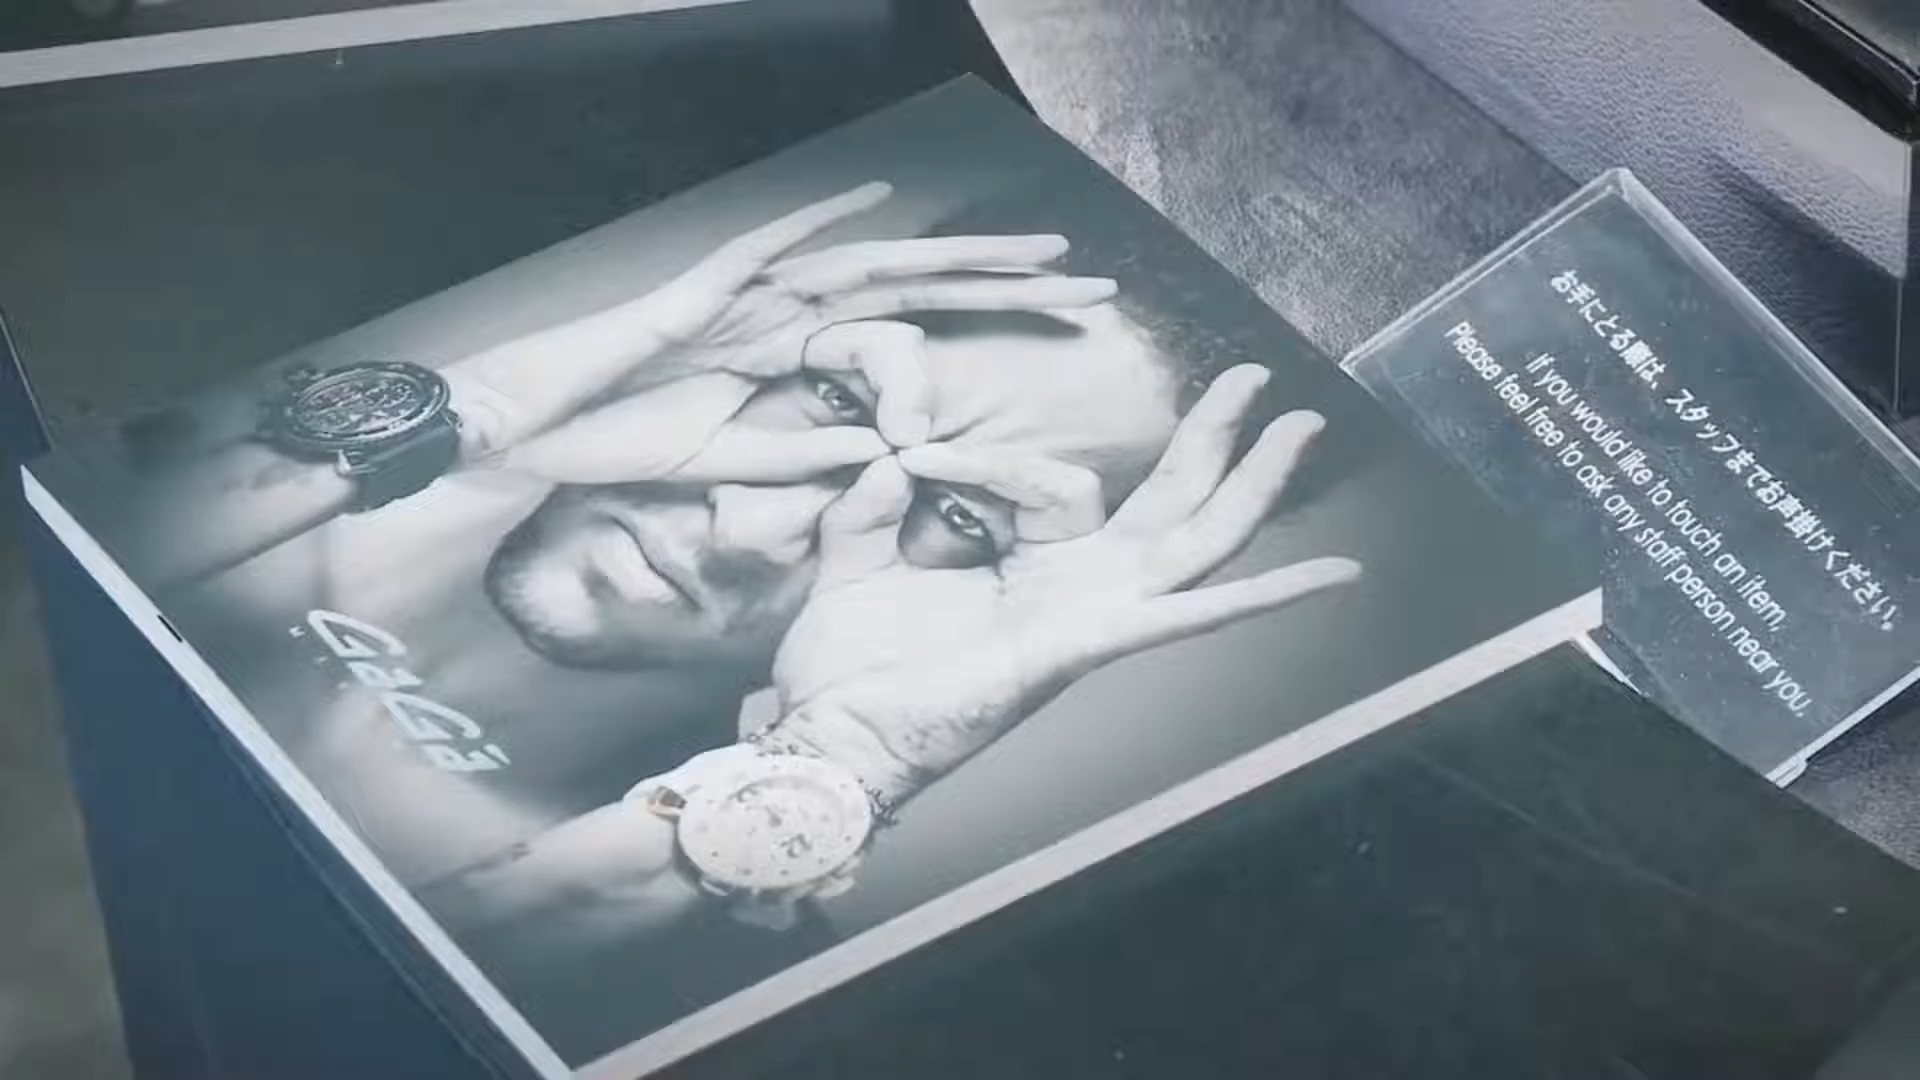 GaGà
お手にとる際は、スタッフまでお声掛けください。
If you would like to touch an item,
Please feel free to ask any staff person near you.
12